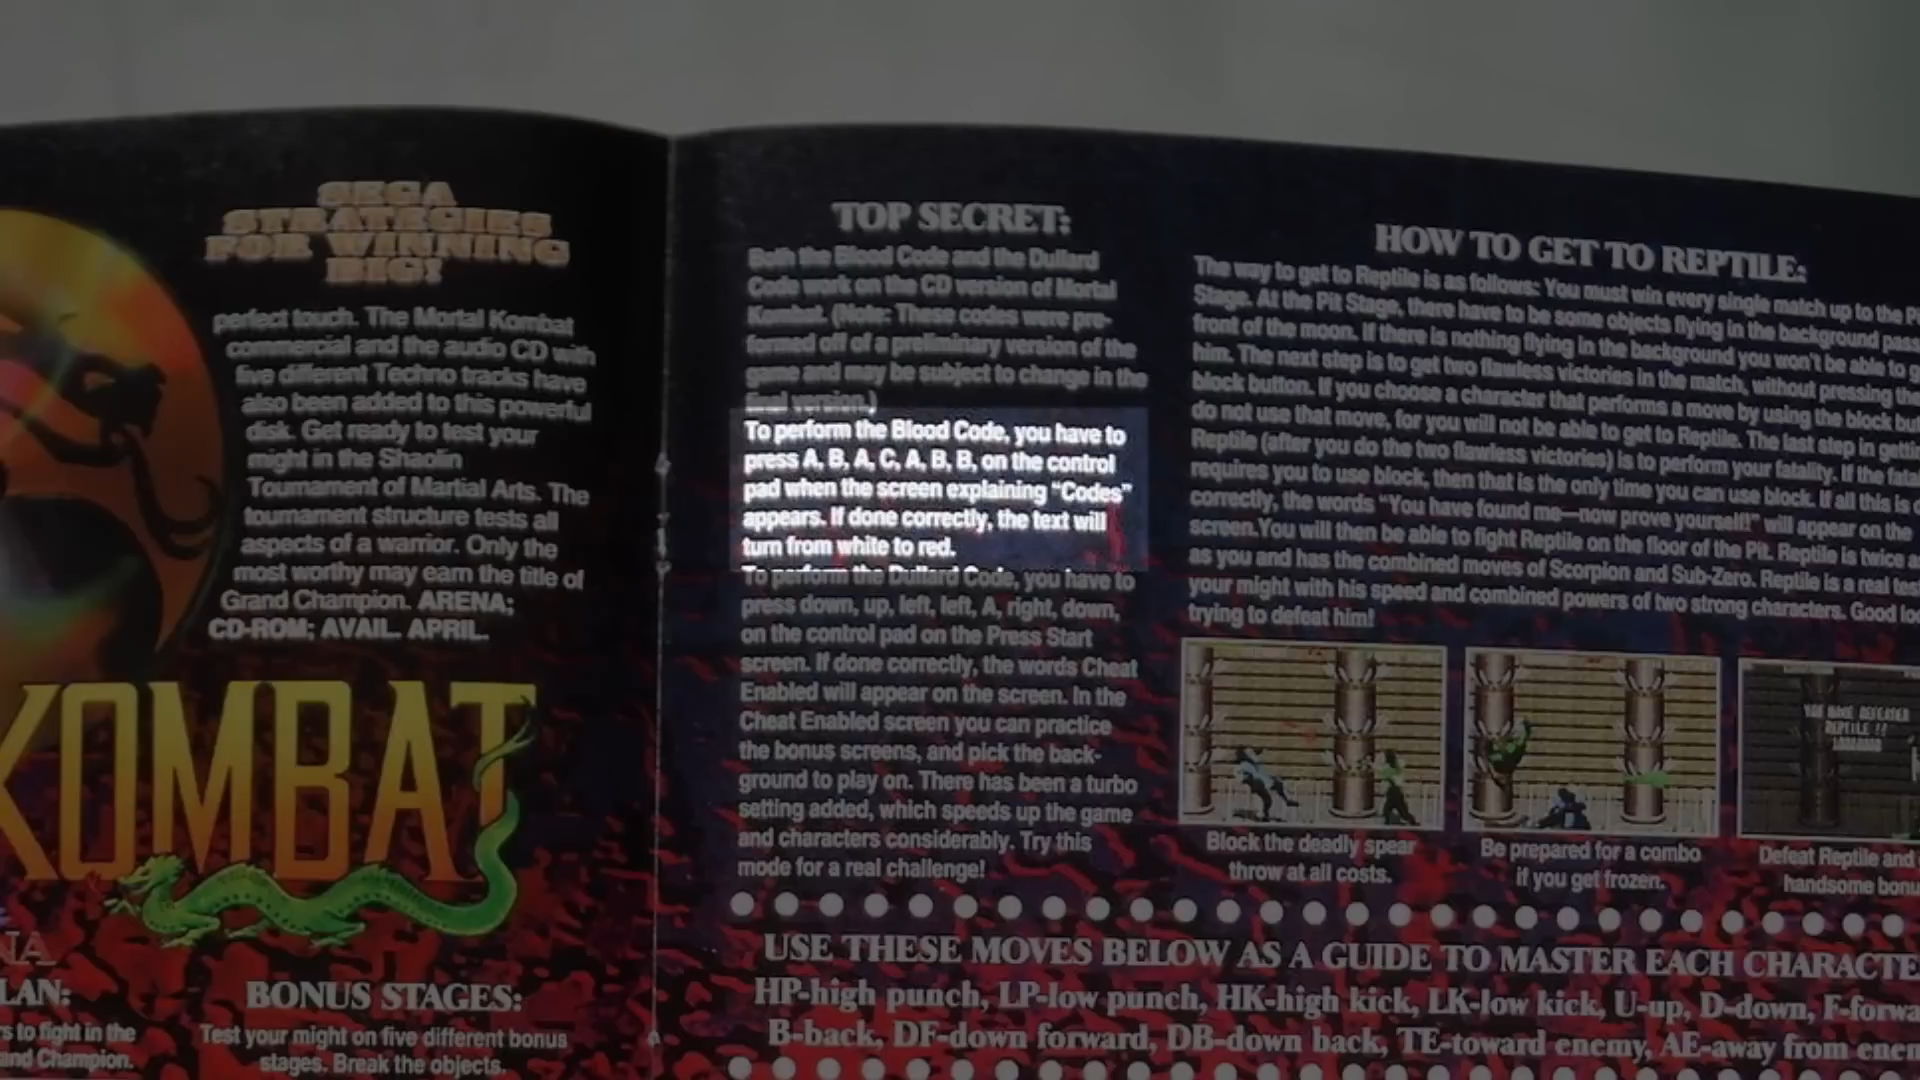 SEGA
STRATEGIES
FOR WINNING
BIG!
perfect touch. The Mortal Kombat
commercial and the audio CD with
five different Techno tracks have
also been added to this powerful
disk. Get ready to test your
might in the Shaolin
Tournament of Martial Arts. The
tournament structure tests all
aspects of a warrior. Only the
most worthy may earn the title of
Grand Champion. ARENA;
CD-ROM; AVAIL. APRIL.
KOMBAT
LAN:
rs to fight in the
and Champion.
BONUS STAGES:
Test your might on five different bonus
stages. Break the objects.
TOP SECRET:
Both the Blood Code and the Dullard
Code work on the CD version of Mortal
Kombat. (Note: These codes were pre-
formed off of a preliminary version of the
game and may be subject to change in the
final version.)
To perform the Blood Code, you have to
press A, B, A, C, A, B, B, on the control
pad when the screen explaining “Codes”
appears. If done correctly, the text will
turn from white to red.
To perform the Dullard Code, you have to
press down, up, left, left, A, right, down,
on the control pad on the Press Start
screen. If done correctly, the words Cheat
Enabled will appear on the screen. In the
Cheat Enabled screen you can practice
the bonus screens, and pick the back-
ground to play on. There has been a turbo
setting added, which speeds up the game
and characters considerably. Try this
mode for a real challenge!
HOW TO GET TO REPTILE:
The way to get to Reptile is as follows: You must win every single match up to the Pi
Stage. At the Pit Stage, there have to be some objects flying in the background pass
front of the moon. If there is nothing flying in the background you won't be able to g
him. The next step is to get two flawless victories in the match, without pressing the
block button. If you choose a character that performs a move by using the block but
do not use that move, for you will not be able to get to Reptile. The last step in gettin
Reptile (after you do the two flawless victories) is to perform your fatality. If the fata
requires you to use block, then that is the only time you can use block. If all this is d
correctly, the words “You have found me—now prove yourself!” will appear on the
screen.You will then be able to fight Reptile on the floor of the Pit. Reptile is twice as
as you and has the combined moves of Scorpion and Sub-Zero. Reptile is a real test
your might with his speed and combined powers of two strong characters. Good loo
trying to defeat him!
YOU HAVE DEFEATED
REPTILE !!
Block the deadly spear
throw at all costs.
Be prepared for a combo
if you get frozen.
Defeat Reptile and
handsome bonu
USE THESE MOVES BELOW AS A GUIDE TO MASTER EACH CHARACTE
HP-high punch, LP-low punch, HK-high kick, LK-low kick, U-up, D-down, F-forwa
B-back, DF-down forward, DB-down back, TE-toward enemy, AE-away from enem